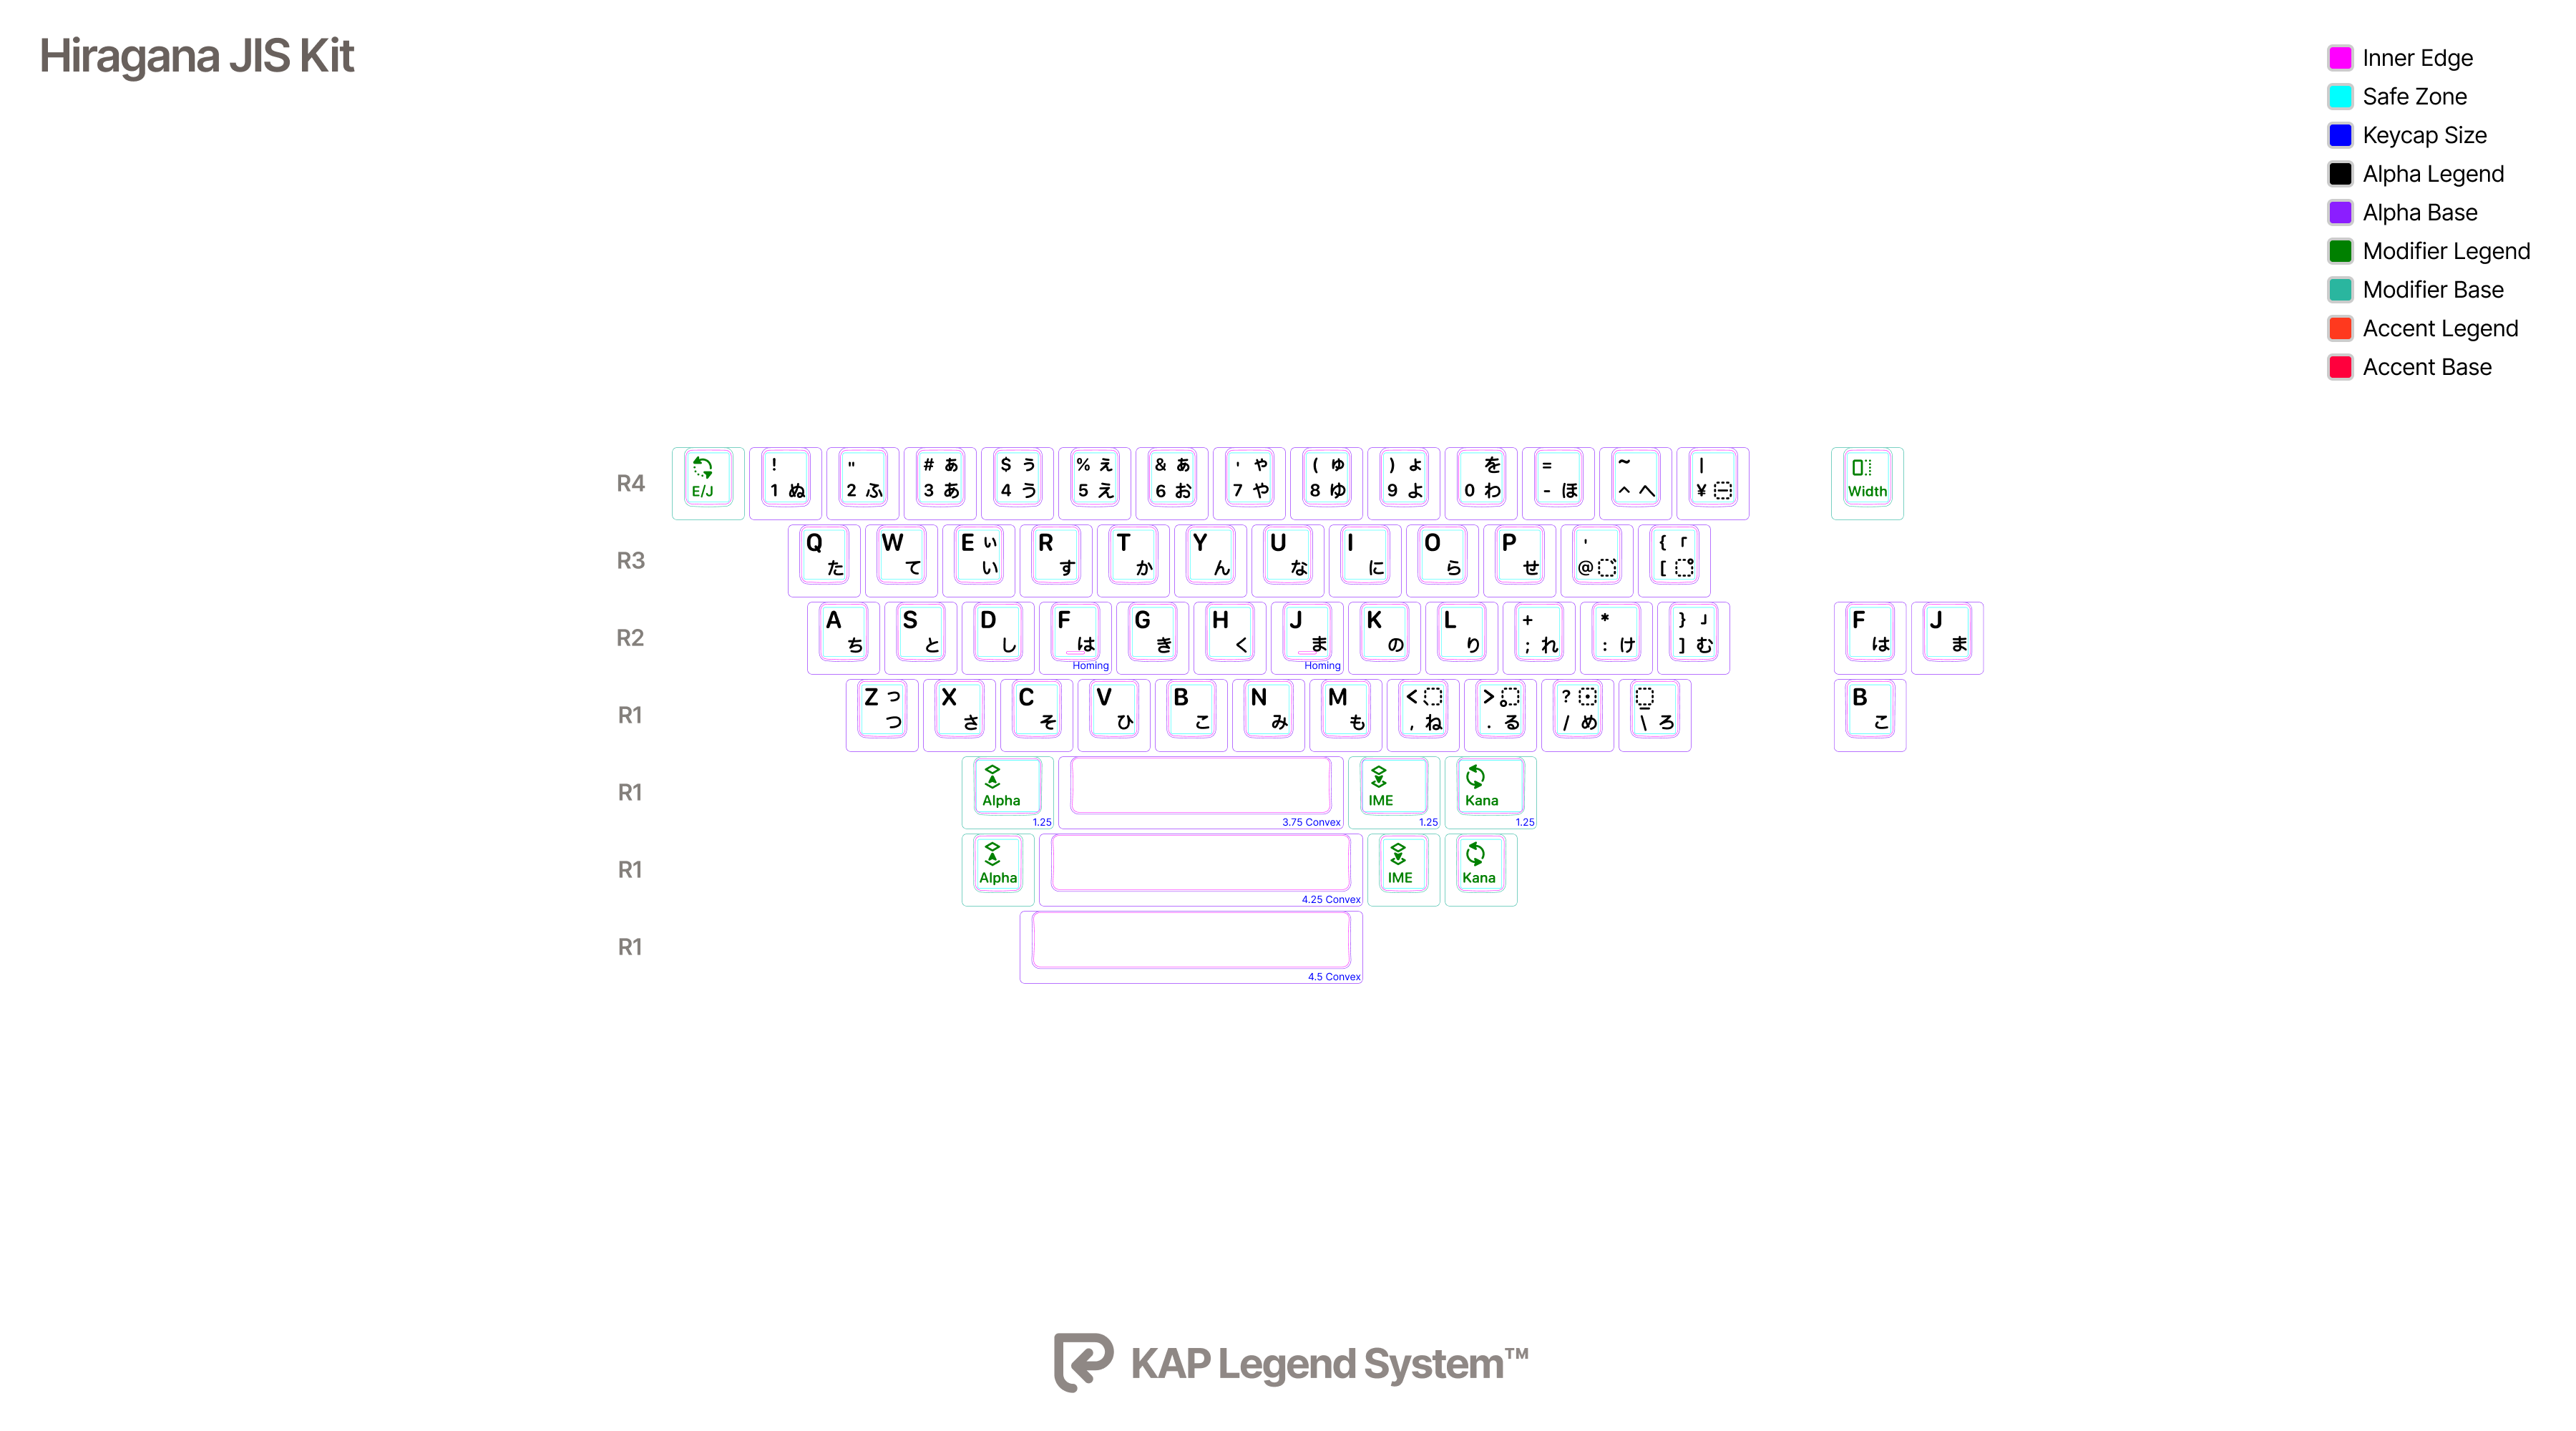 Hiragana JIS Kit
Inner Edge
Safe Zone
Keycap Size
Alpha Legend
Alpha Base
Modifier Legend
Modifier Base
Accent Legend
Accent Base
R4
E/J
! 1 ぬ
" 2 ふ
# ぁ 3 あ
$ ぅ 4 う
% ぇ 5 え
& ぁ 6 お
' ゃ 7 や
( ゅ 8 ゆ
) ょ 9 よ
を 0 わ
= - ほ
~ ^ へ
| ¥
Width
R3
Q た
W て
E ぃ い
R す
T か
Y ん
U な
I に
O ら
P せ
' @
{ 「 [
R2
A ち
S と
D し
F は Homing
G き
H く
J ま Homing
K の
L り
+ ; れ
* : け
} 」 ] む
F は
J ま
R1
Z っ つ
X さ
C そ
V ひ
B こ
N み
M も
< , ね
> . る
? / め
_ \ ろ
B こ
R1
Alpha 1.25
3.75 Convex
IME 1.25
Kana 1.25
R1
Alpha
4.25 Convex
IME
Kana
R1
4.5 Convex
KAP Legend System™